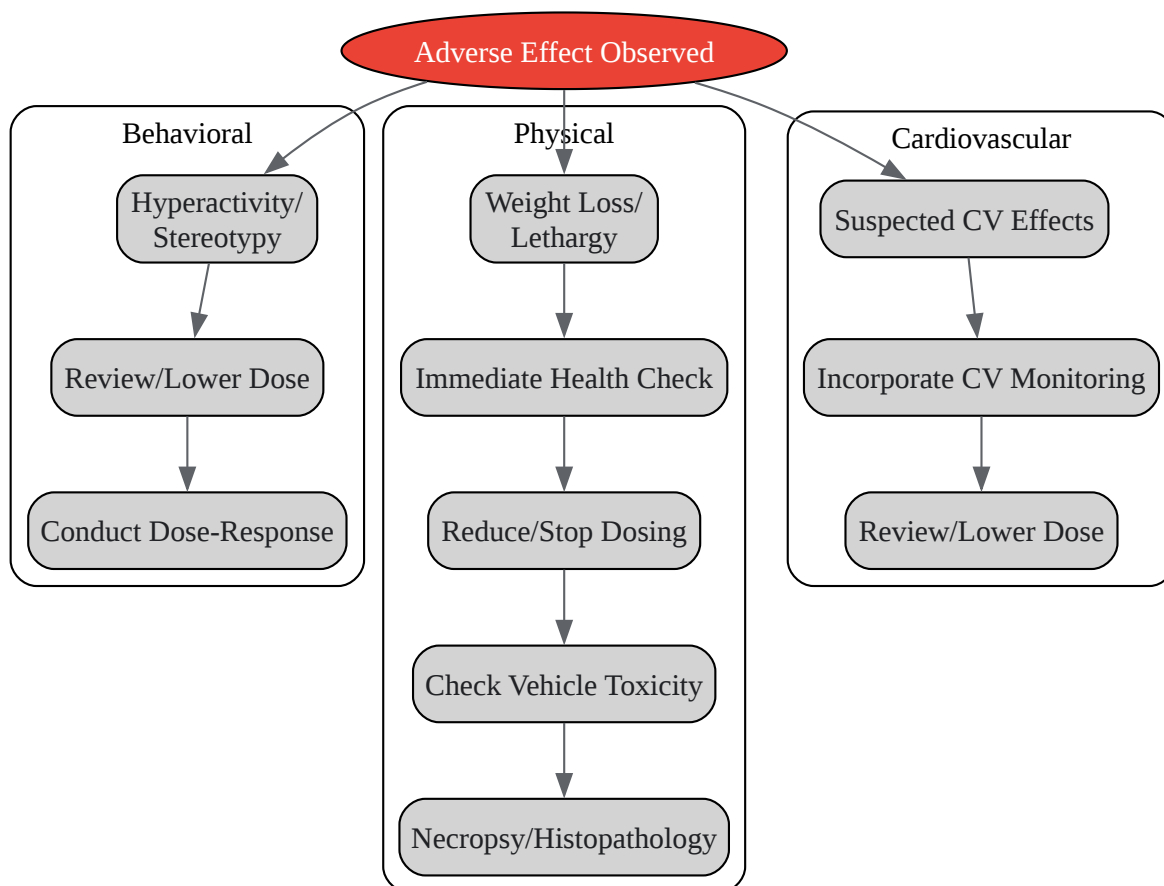 Adverse Effect Observed
Behavioral
Hyperactivity/
Stereotypy
Review/Lower Dose
Conduct Dose-Response
Physical
Weight Loss/
Lethargy
Immediate Health Check
Reduce/Stop Dosing
Check Vehicle Toxicity
Necropsy/Histopathology
Cardiovascular
Suspected CV Effects
Incorporate CV Monitoring
Review/Lower Dose